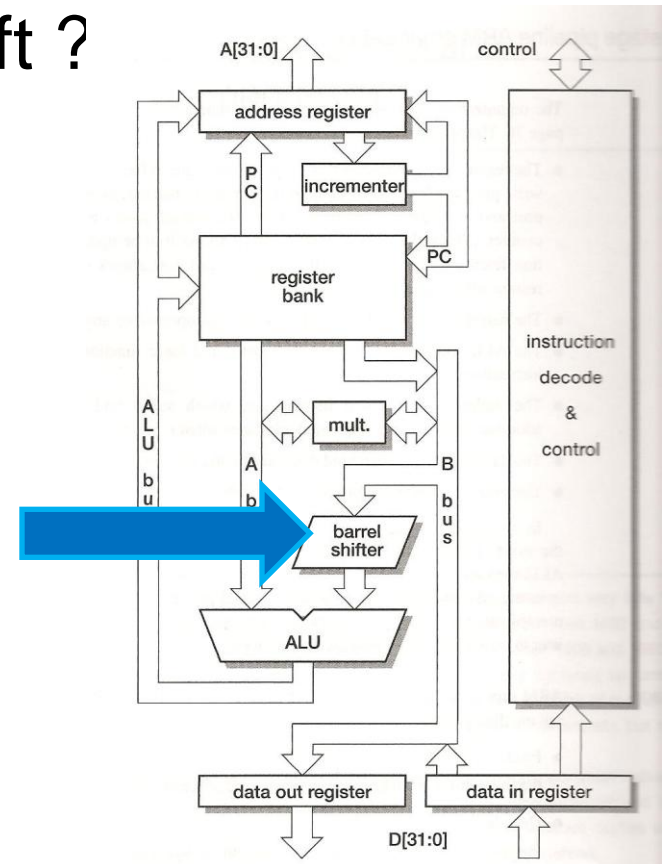 ft ?
A[31:0]
control
address register
P
C
incrementer
PC
register
bank
instruction
decode
&
control
mult.
A
L
U
b
u
A
b
B
b
u
s
barrel
shifter
ALU
data out register
data in register
D[31:0]